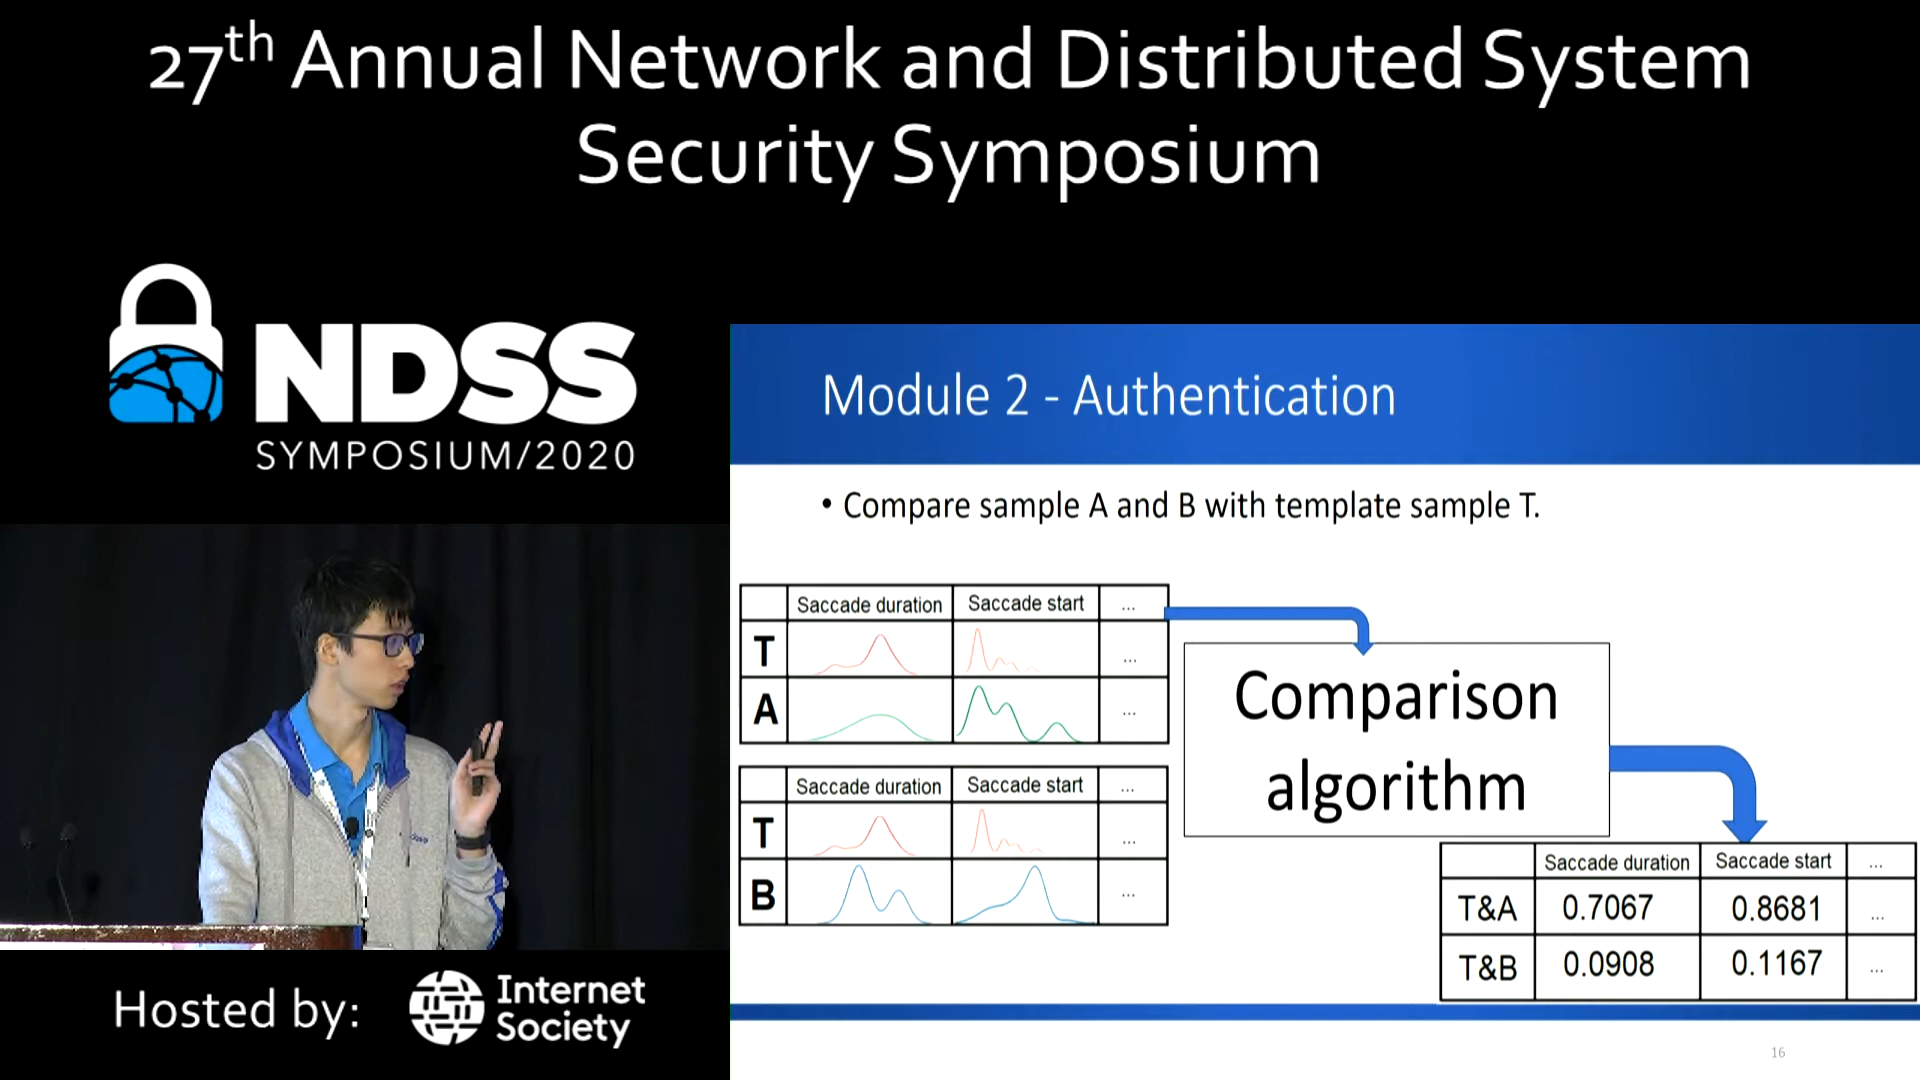 27th Annual Network and Distributed System
Security Symposium
NDSS
SYMPOSIUM/2020
Module 2 - Authentication
• Compare sample A and B with template sample T.
Saccade duration Saccade start ...
T ...
A ...
Saccade duration Saccade start ...
T ...
B ...
Comparison
algorithm
Saccade duration Saccade start ...
T&A 0.7067 0.8681 ...
T&B 0.0908 0.1167 ...
16
Hosted by:
Internet
Society